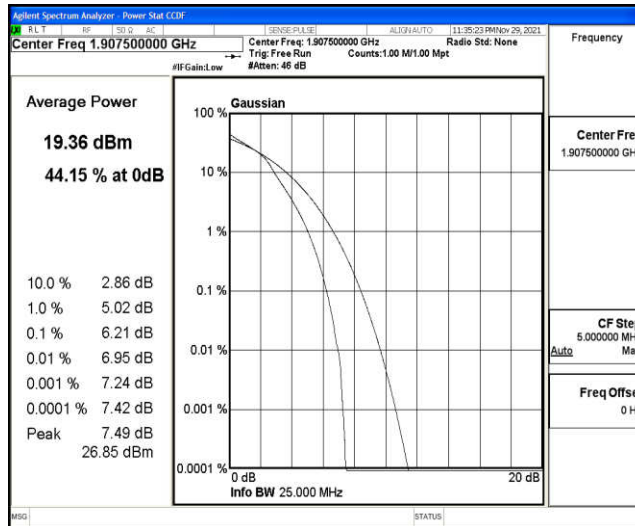 Agilent Spectrum Analyzer - Power Stat CCDF
RLT RF 50 Ω AC SENSE:PULSE ALIGN AUTO 11:35:23 PM Nov 29, 2021
Center Freq 1.907500000 GHz
Center Freq: 1.907500000 GHz Radio Std: None
Trig: Free Run Counts:1.00 M/1.00 Mpt
#IFGain:Low #Atten: 46 dB
Frequency
Average Power
19.36 dBm
44.15 % at 0dB
10.0 % 2.86 dB
1.0 % 5.02 dB
0.1 % 6.21 dB
0.01 % 6.95 dB
0.001 % 7.24 dB
0.0001 % 7.42 dB
Peak 7.49 dB
26.85 dBm
Gaussian
100 %
10 %
1 %
0.1 %
0.01 %
0.001 %
0.0001 %
0 dB 20 dB
Info BW 25.000 MHz
Center Fre
1.907500000 GH
CF Ste
5.000000 MH
Auto Ma
Freq Offse
0 H
MSG STATUS